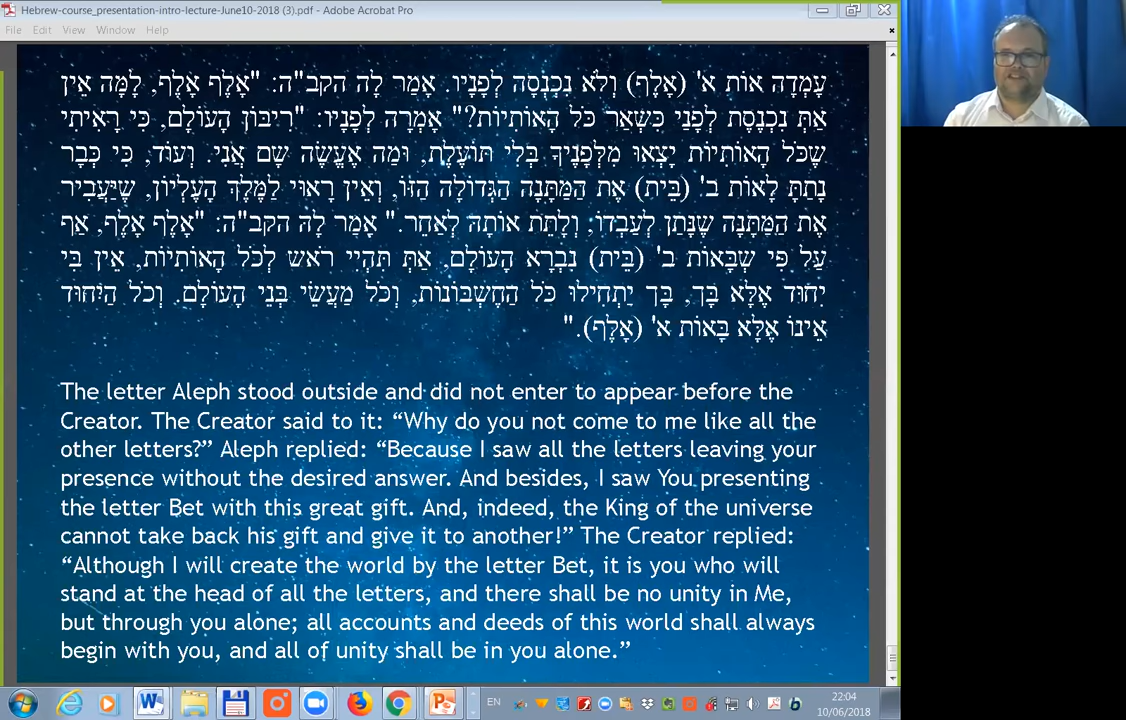 Hebrew-course_presentation-intro-lecture-June10-2018 (3).pdf - Adobe Acrobat Pro
File Edit View Window Help
עָמְדָה אוֹת א' (אָלֶף) וְלֹא נִכְנְסָה לְפָנָיו. אָמַר לָהּ הקב"ה: "אָלֶף אָלֶף, לָמָּה אֵין
אַתְּ נִכְנֶסֶת לְפָנַי כִּשְׁאַר כֹּל הָאוֹתִיּוֹת?" אָמְרָה לְפָנָיו: "רִיבּוֹן הָעוֹלָם, כִּי רָאִיתִי
שֶׁכֹּל הָאוֹתִיּוֹת יָצְאוּ מִלְּפָנֶיךָ בְּלִי תּוֹעֶלֶת, וּמַה אֶעֱשֶׂה שָׁם אֲנִי. וְעוֹד, כִּי כְּבָר
נָתַתָּ לָאוֹת ב' (בֵּית) אֶת הַמַּתָּנָה הַגְּדוֹלָה הַזּוֹ, וְאֵין רָאוּי לַמֶּלֶךְ הָעֶלְיוֹן, שֶׁיַּעֲבִיר
אֶת הַמַּתָּנָה שֶׁנָּתַן לְעַבְדּוֹ, וְלָתֵת אוֹתָהּ לְאַחֵר." אָמַר לָהּ הקב"ה: "אָלֶף אָלֶף, אַף
עַל פִּי שֶׁבָּאוֹת ב' (בֵּית) נִבְרָא הָעוֹלָם, אַתְּ תִּהְיִי רֹאשׁ לְכֹל הָאוֹתִיּוֹת, אֵין בִּי
יִחוּד אֶלָּא בָּךְ, בָּךְ יַתְחִילוּ כֹּל הַחֶשְׁבּוֹנוֹת, וְכֹל מַעֲשֵׂי בְּנֵי הָעוֹלָם. וְכֹל הַיִּחוּד
אֵינוֹ אֶלָּא בָּאוֹת א' (אָלֶף)."
The letter Aleph stood outside and did not enter to appear before the
Creator. The Creator said to it: “Why do you not come to me like all the
other letters?” Aleph replied: “Because I saw all the letters leaving your
presence without the desired answer. And besides, I saw You presenting
the letter Bet with this great gift. And, indeed, the King of the universe
cannot take back his gift and give it to another!” The Creator replied:
“Although I will create the world by the letter Bet, it is you who will
stand at the head of all the letters, and there shall be no unity in Me,
but through you alone; all accounts and deeds of this world shall always
begin with you, and all of unity shall be in you alone.”
EN
22:04
10/06/2018